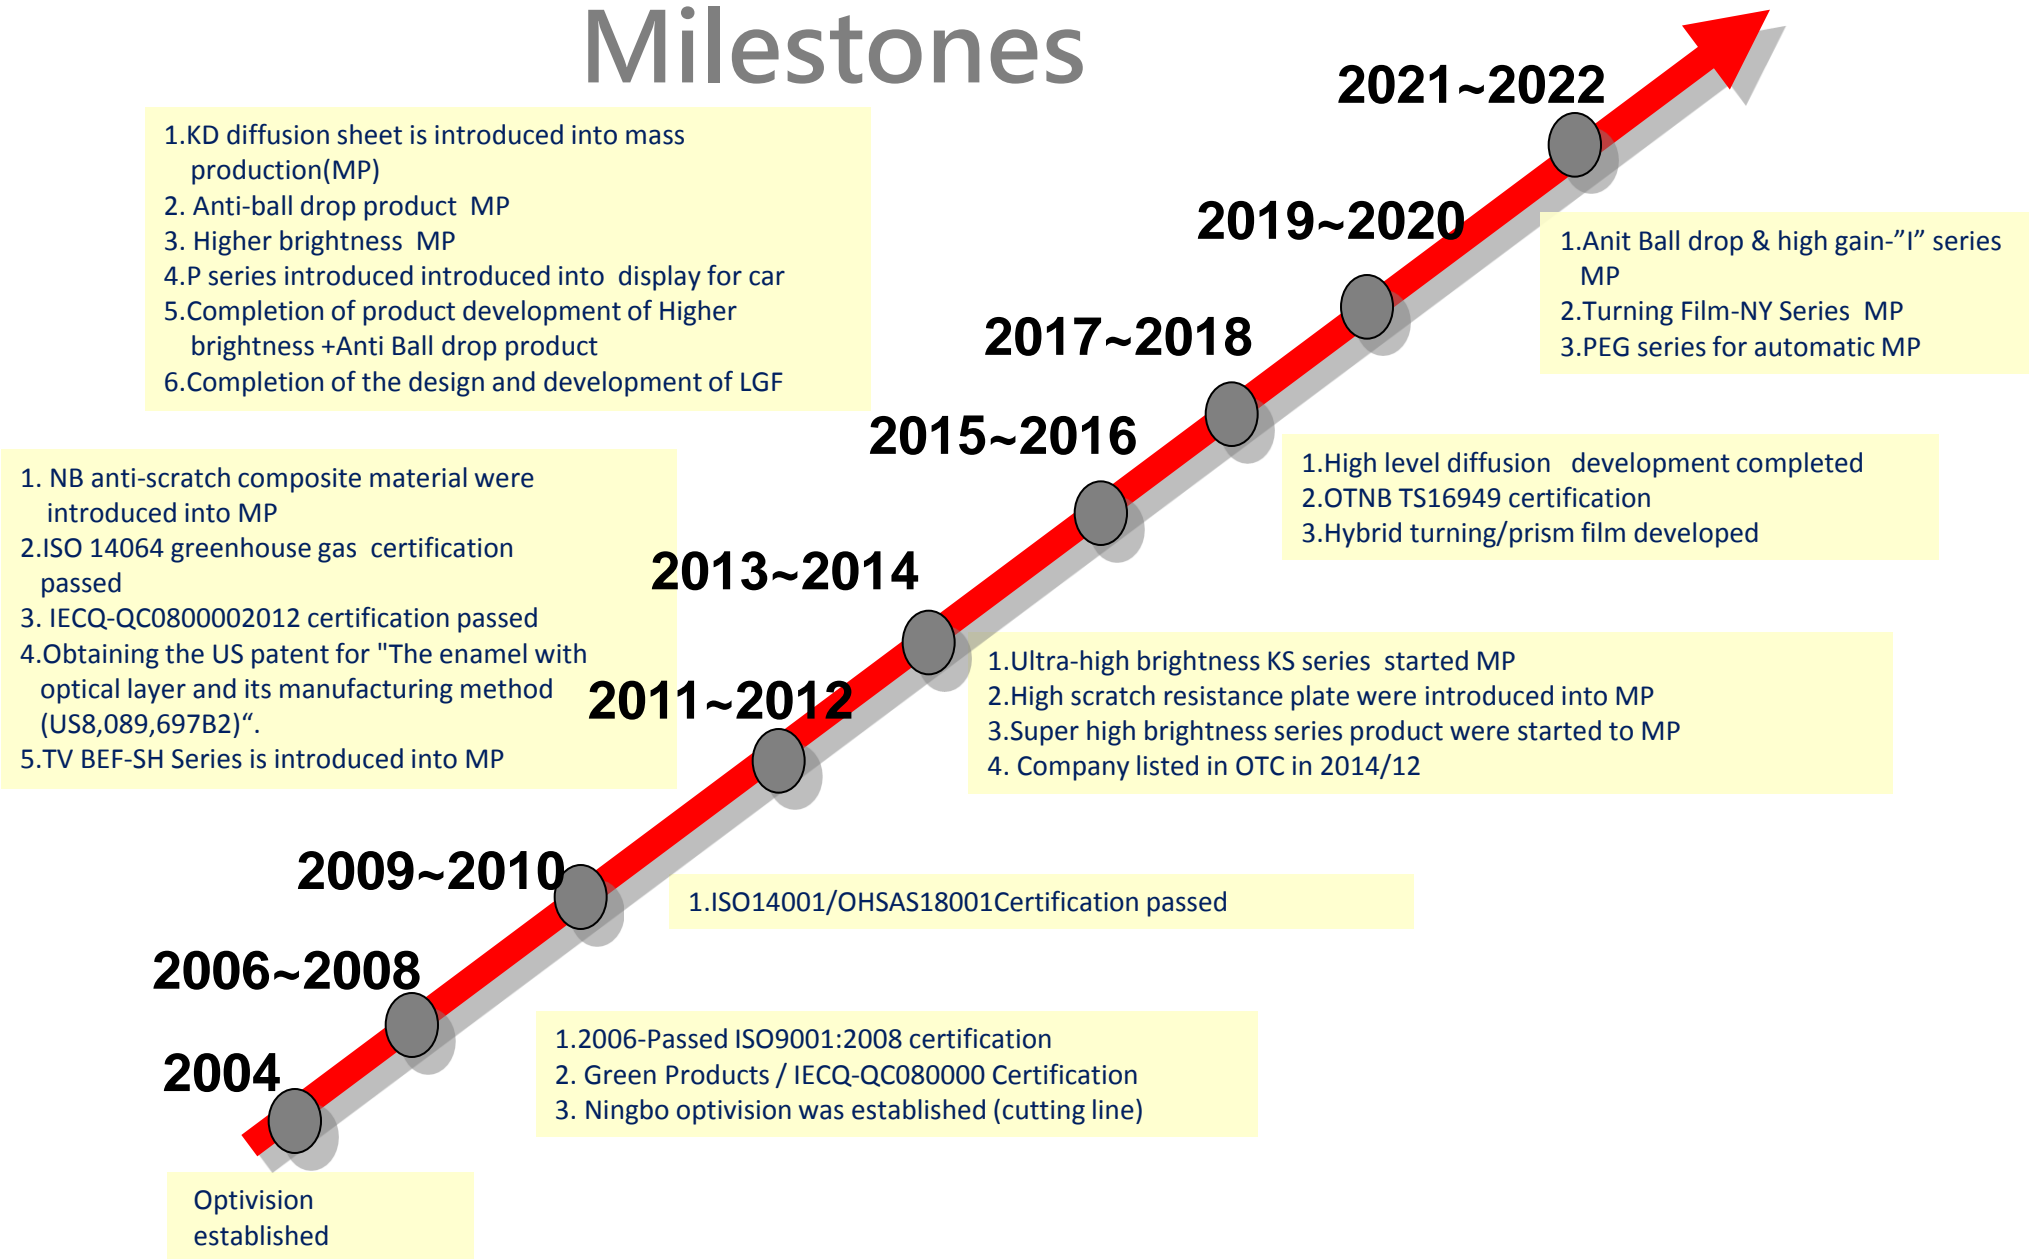 Milestones
2021~2022
1.KD diffusion sheet is introduced into mass
production(MP)
2. Anti-ball drop product MP
3. Higher brightness MP
4.P series introduced introduced into display for car
5.Completion of product development of Higher
brightness +Anti Ball drop product
6.Completion of the design and development of LGF
2019~2020
1.Anit Ball drop & high gain-”I” series
MP
2.Turning Film-NY Series MP
3.PEG series for automatic MP
2017~2018
2015~2016
1.High level diffusion development completed
2.OTNB TS16949 certification
3.Hybrid turning/prism film developed
1. NB anti-scratch composite material were
introduced into MP
2.ISO 14064 greenhouse gas certification
passed
3. IECQ-QC0800002012 certification passed
4.Obtaining the US patent for "The enamel with
optical layer and its manufacturing method
(US8,089,697B2)“.
5.TV BEF-SH Series is introduced into MP
2013~2014
2011~2012
1.Ultra-high brightness KS series started MP
2.High scratch resistance plate were introduced into MP
3.Super high brightness series product were started to MP
4. Company listed in OTC in 2014/12
2009~2010
1.ISO14001/OHSAS18001Certification passed
2006~2008
1.2006-Passed ISO9001:2008 certification
2. Green Products / IECQ-QC080000 Certification
3. Ningbo optivision was established (cutting line)
2004
Optivision
established